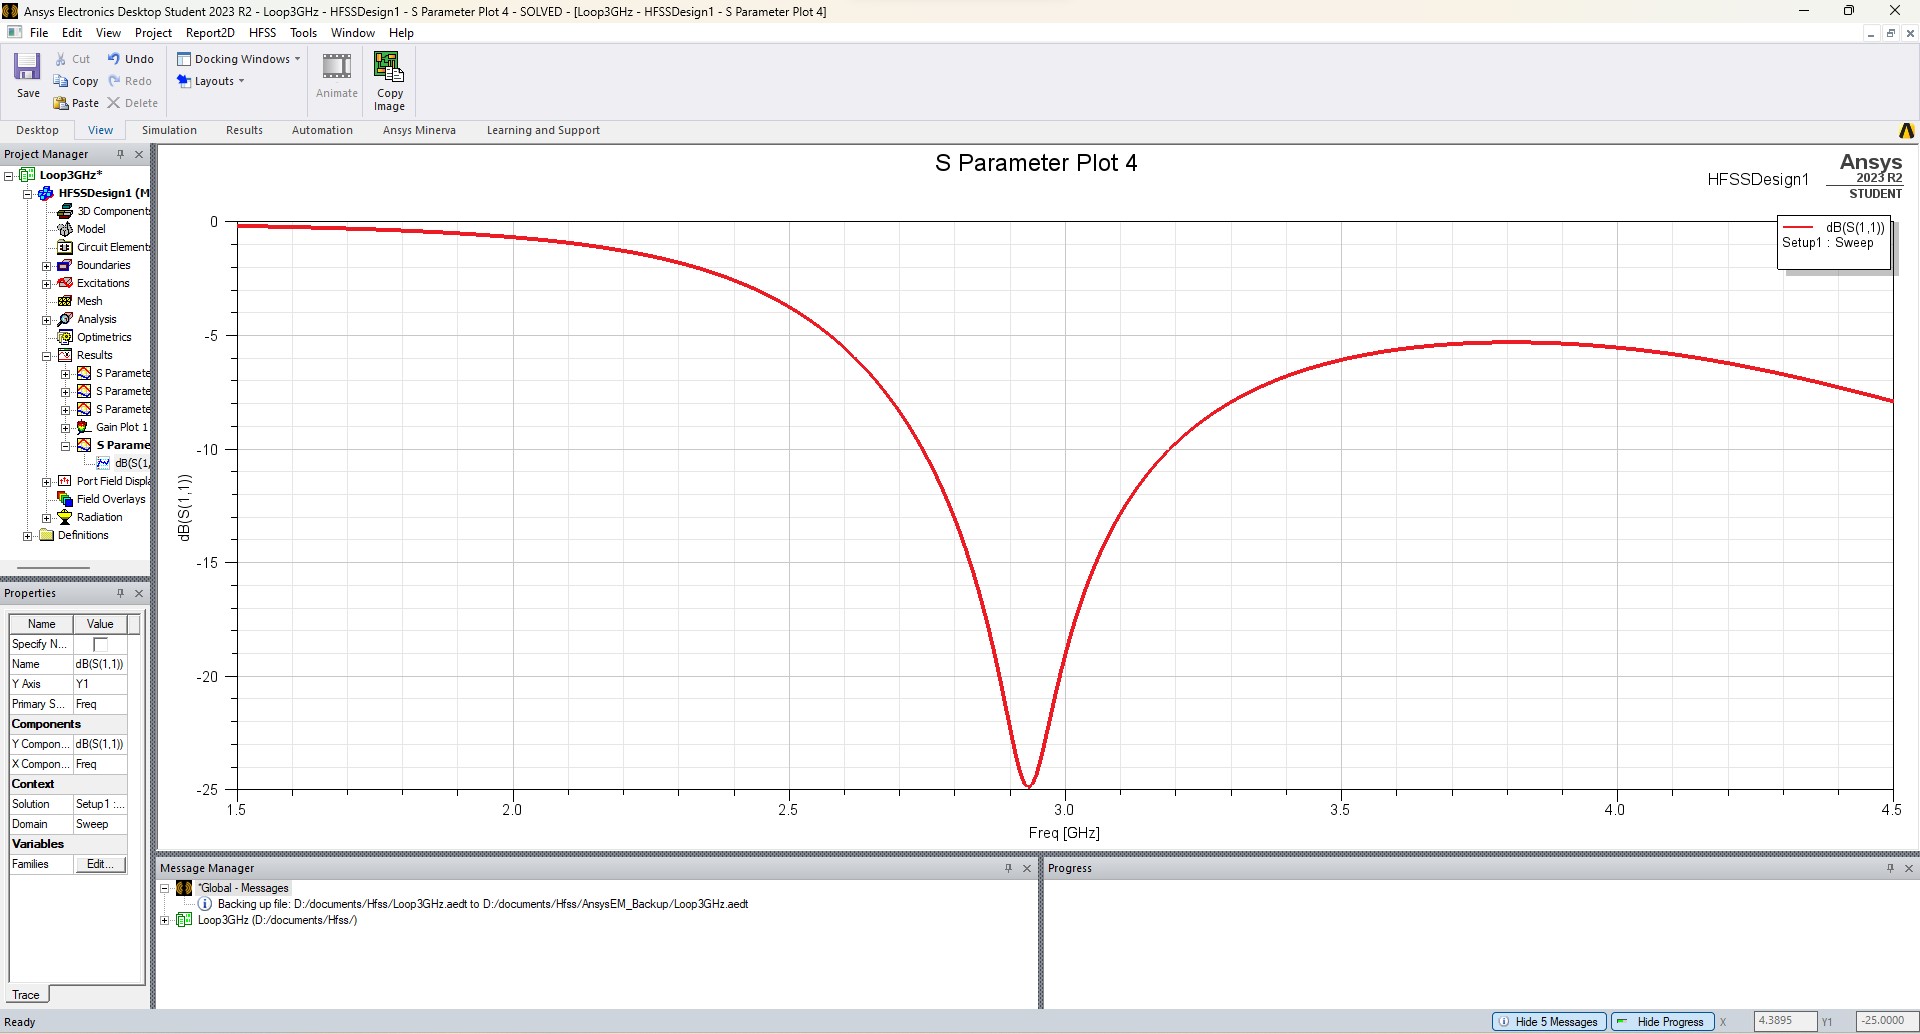 Ansys Electronics Desktop Student 2023 R2 - Loop3GHz - HFSSDesign1 - S Parameter Plot 4 - SOLVED - [Loop3GHz - HFSSDesign1 - S Parameter Plot 4]
File Edit View Project Report2D HFSS Tools Window Help
Save
Cut
Copy
Paste
Undo
Redo
Delete
Docking Windows
Layouts
Animate
Copy
Image
Desktop View Simulation Results Automation Ansys Minerva Learning and Support
Project Manager
Loop3GHz*
HFSSDesign1 (M
3D Component
Model
Circuit Element
Boundaries
Excitations
Mesh
Analysis
Optimetrics
Results
S Paramete
S Paramete
S Paramete
Gain Plot 1
S Parame
dB(S(1,
Port Field Displa
Field Overlays
Radiation
Definitions
Properties
Name Value
Specify N...
Name dB(S(1,1))
Y Axis Y1
Primary S... Freq
Components
Y Compon... dB(S(1,1))
X Compon... Freq
Context
Solution Setup1 :...
Domain Sweep
Variables
Families Edit...
Trace
S Parameter Plot 4
HFSSDesign1
Ansys
2023 R2
STUDENT
dB(S(1,1))
Setup1 : Sweep
dB(S(1,1))
0
-5
-10
-15
-20
-25
1.5 2.0 2.5 3.0 3.5 4.0 4.5
Freq [GHz]
Message Manager
*Global - Messages
Backing up file: D:/documents/Hfss/Loop3GHz.aedt to D:/documents/Hfss/AnsysEM_Backup/Loop3GHz.aedt
Loop3GHz (D:/documents/Hfss/)
Progress
Ready
Hide 5 Messages
Hide Progress
X 4.3895 Y1 -25.0000